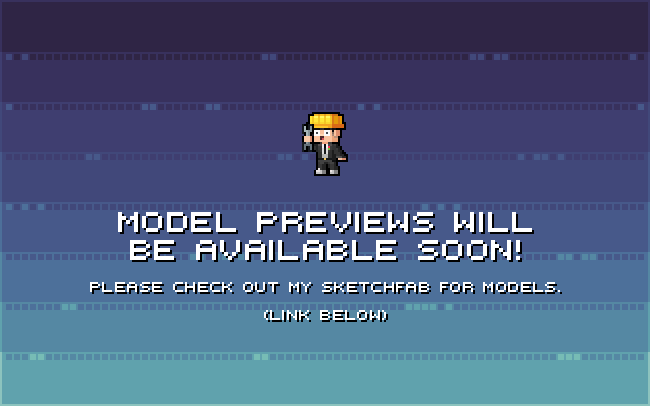 MODEL PREVIEWS WILL
BE AVAILABLE SOON!
PLEASE CHECK OUT MY SKETCHFAB FOR MODELS.
(LINK BELOW)